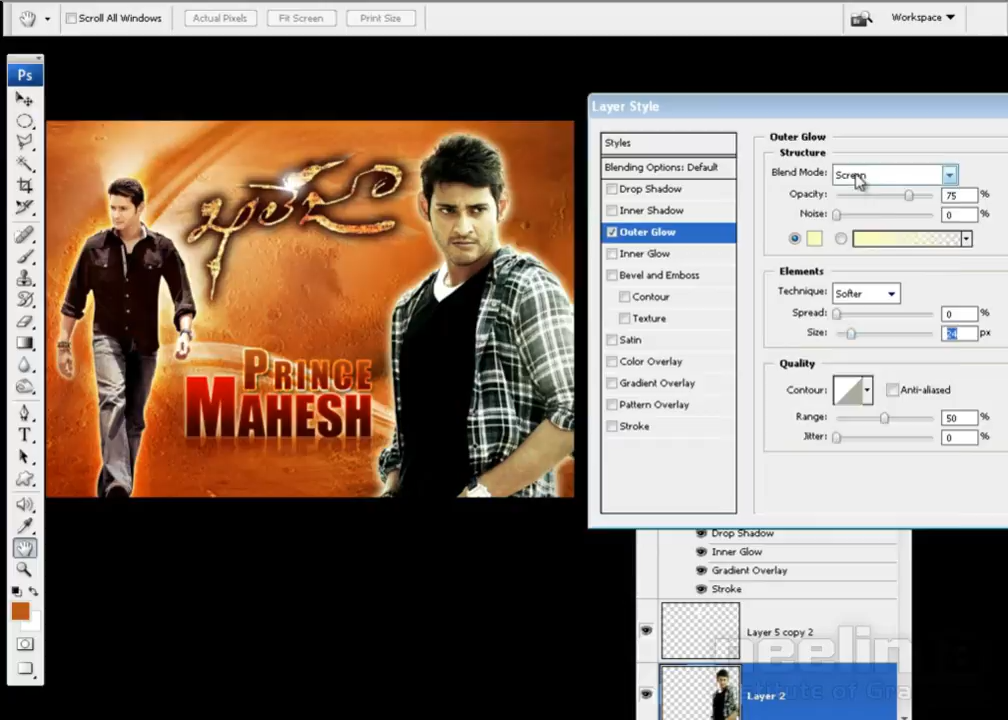 Scroll All Windows
Actual Pixels
Fit Screen
Print Size
Workspace
Ps
ఖలేజా
PRINCE
MAHESH
T
Layer Style
Styles
Blending Options: Default
Drop Shadow
Inner Shadow
Outer Glow
Inner Glow
Bevel and Emboss
Contour
Texture
Satin
Color Overlay
Gradient Overlay
Pattern Overlay
Stroke
Outer Glow
Structure
Blend Mode: Screen
Opacity: 75 %
Noise: 0 %
Elements
Technique: Softer
Spread: 0 %
Size: 24 px
Quality
Contour: Anti-aliased
Range: 50 %
Jitter: 0 %
Drop Shadow
Inner Glow
Gradient Overlay
Stroke
Layer 5 copy 2
Layer 2